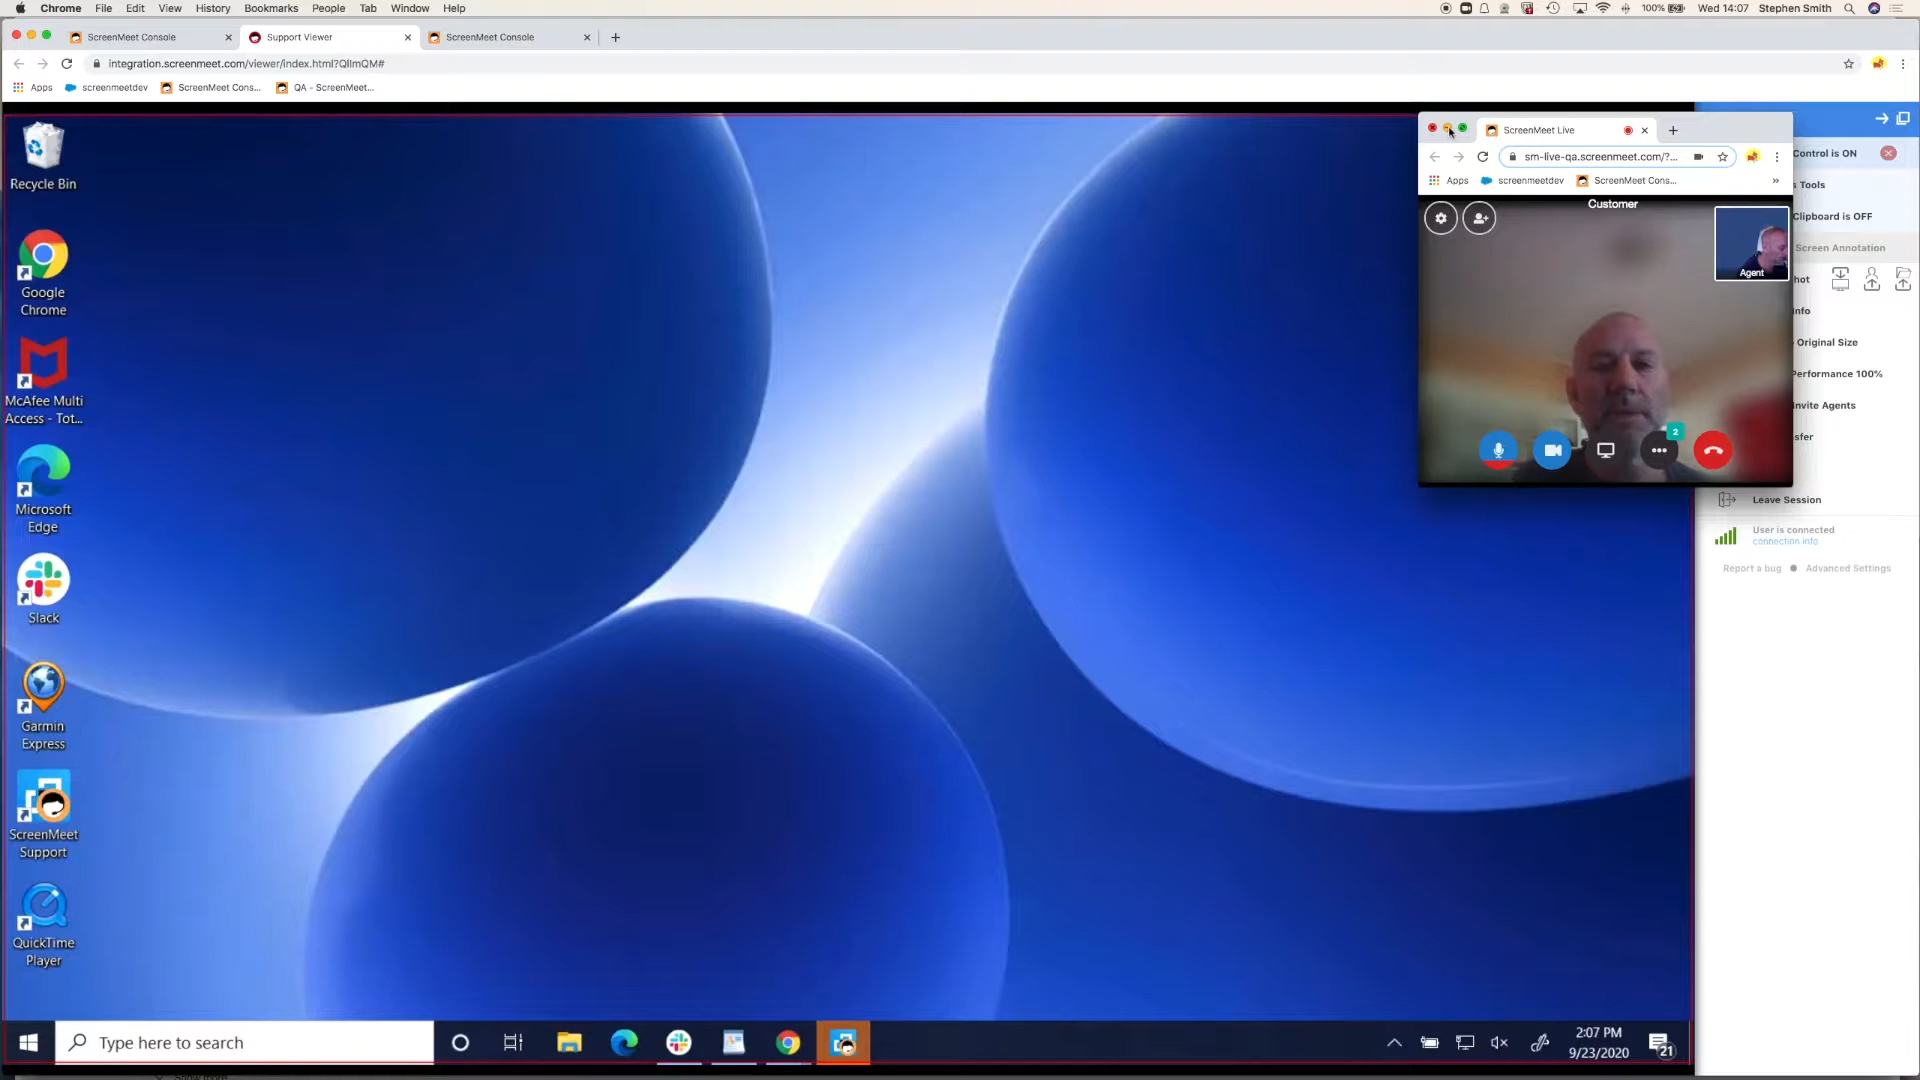 Chrome File Edit View History Bookmarks People Tab Window Help
100% Wed 14:07 Stephen Smith
ScreenMeet Console
Support Viewer
ScreenMeet Console
integration.screenmeet.com/viewer/index.html?QIImQM#
Apps screenmeetdev ScreenMeet Cons... QA - ScreenMeet...
Recycle Bin
Google
Chrome
McAfee Multi
Access - Tot...
Microsoft
Edge
Slack
Garmin
Express
ScreenMeet
Support
QuickTime
Player
ScreenMeet Live
sm-live-qa.screenmeet.com/?...
Apps screenmeetdev ScreenMeet Cons... »
Customer
Agent
2
Control is ON
s Tools
Clipboard is OFF
Screen Annotation
hot
Info
Original Size
Performance 100%
Invite Agents
sfer
Leave Session
User is connected
connection info
Report a bug Advanced Settings
Type here to search
2:07 PM
9/23/2020
21